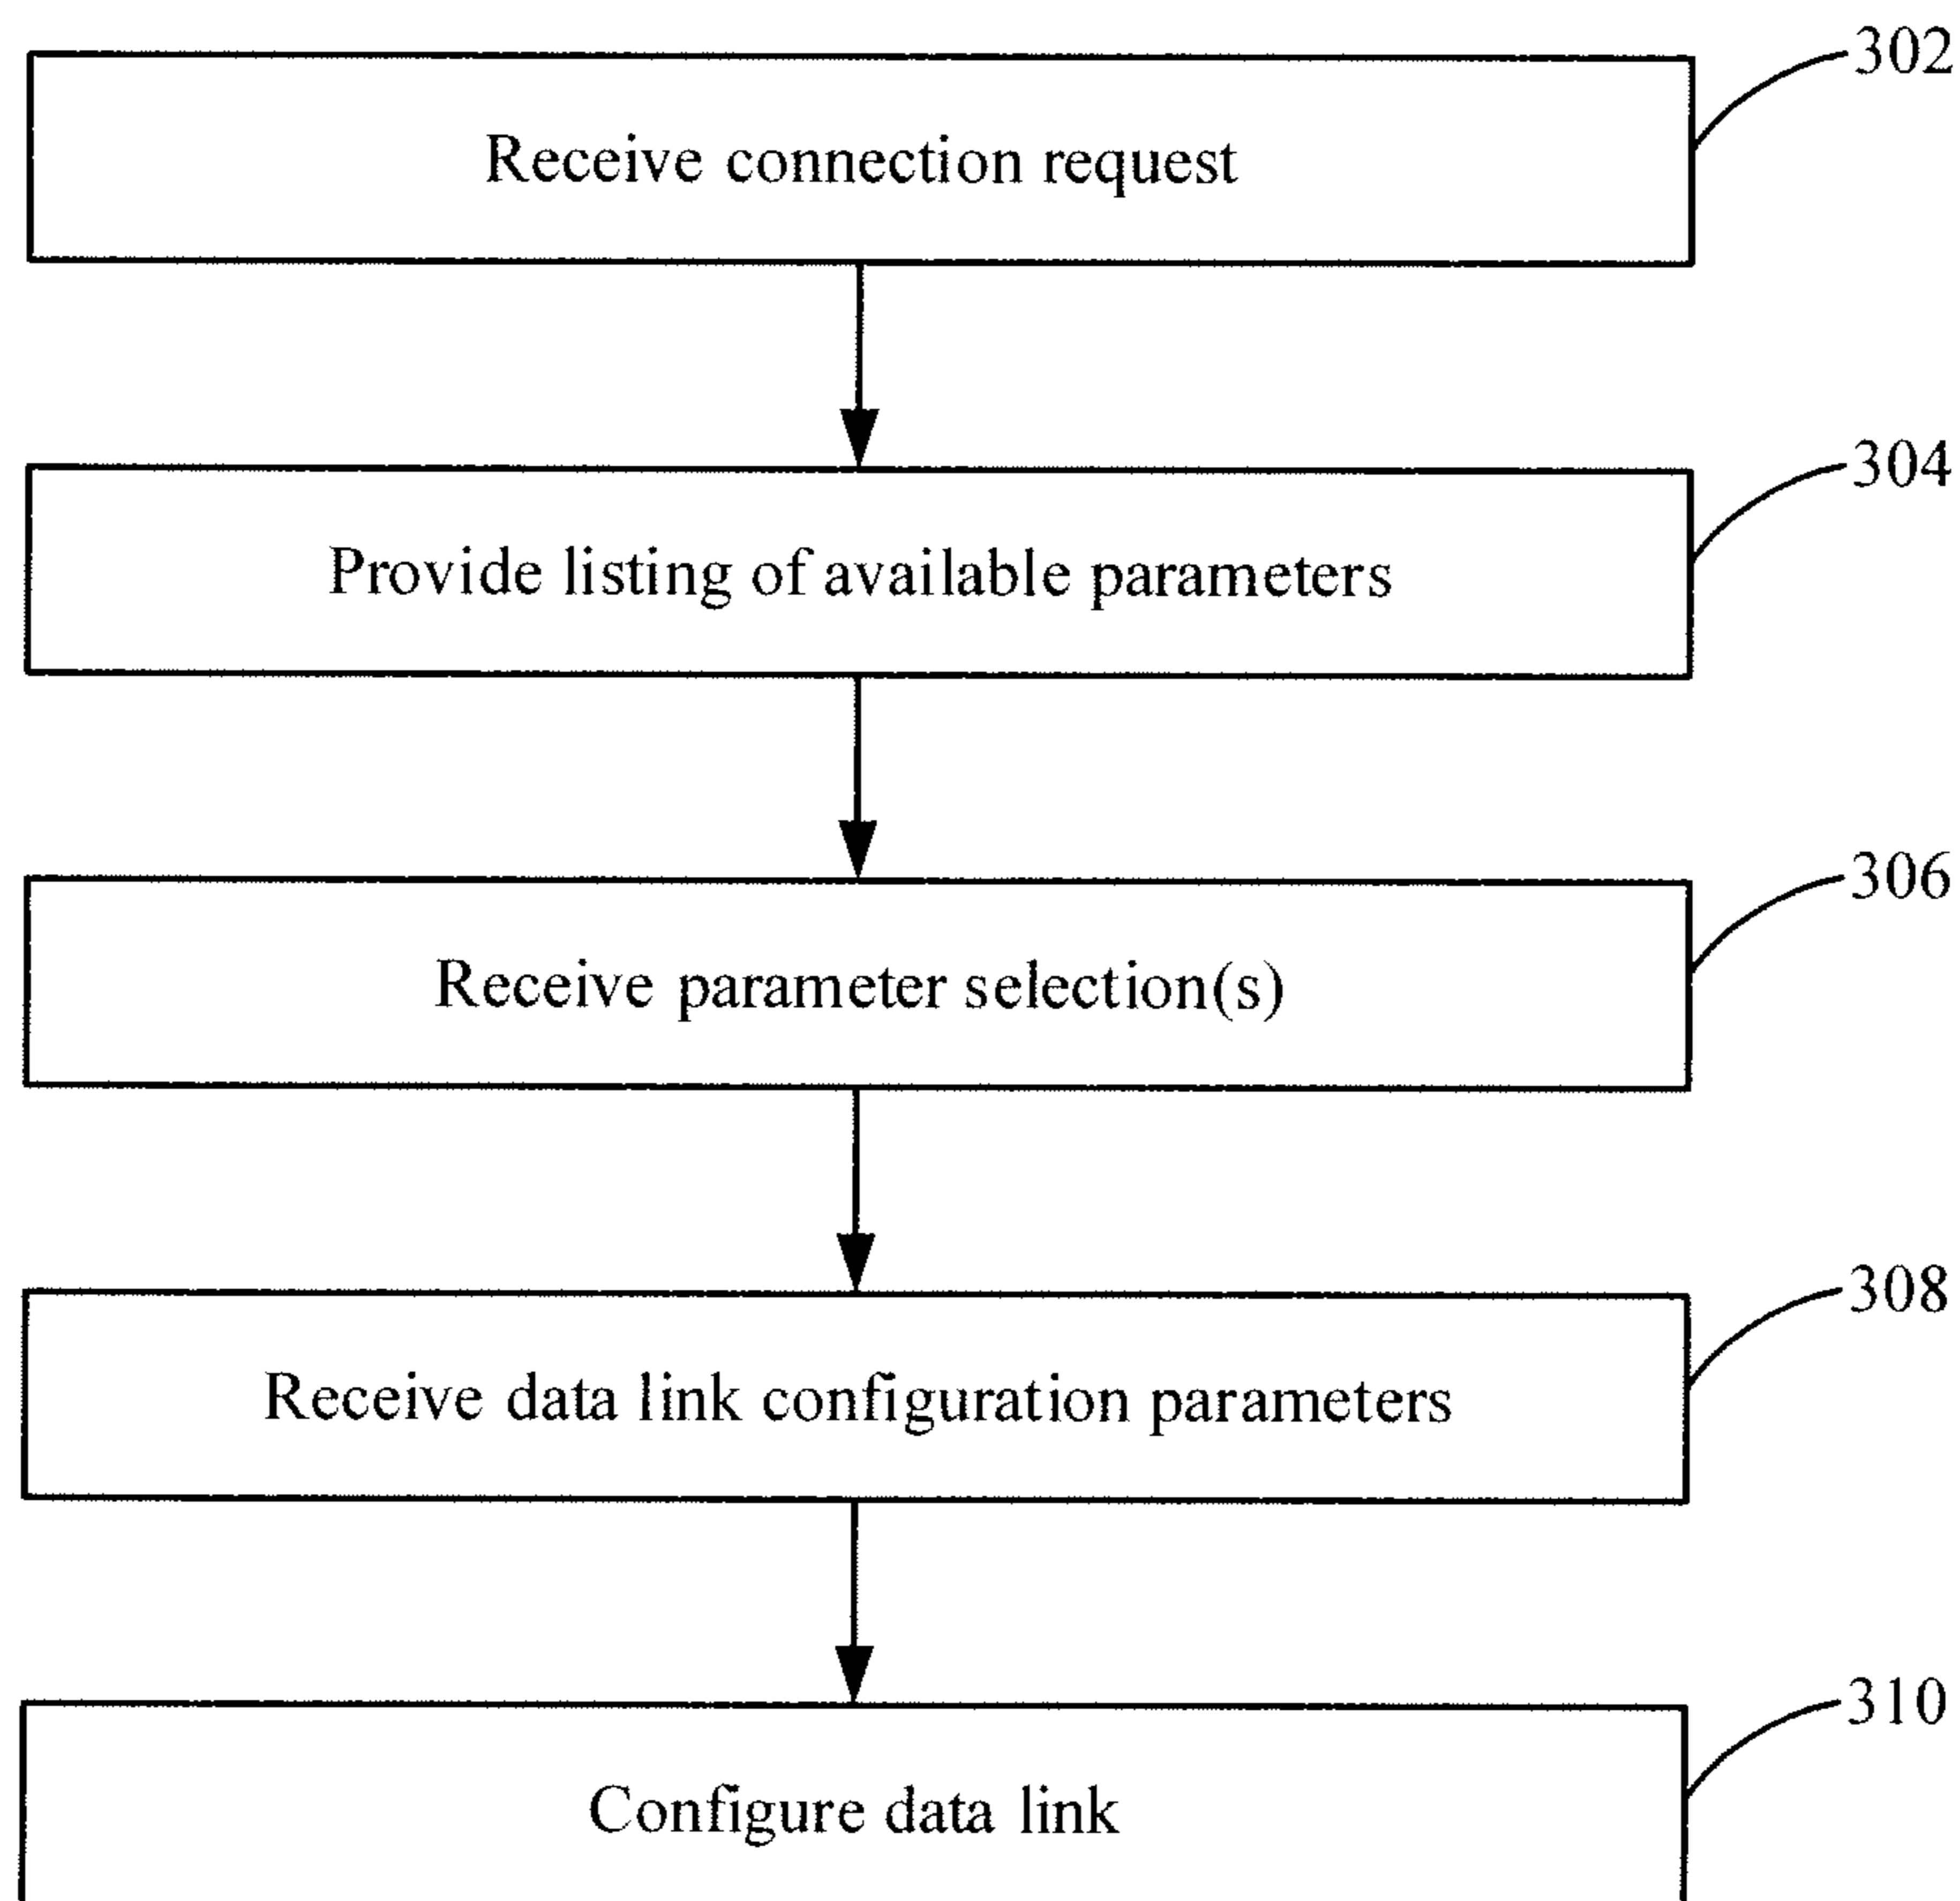 302
Receive connection request
304
Provide listing of available parameters
306
Receive parameter selection(s)
308
Receive data link configuration parameters
310
Configure data link